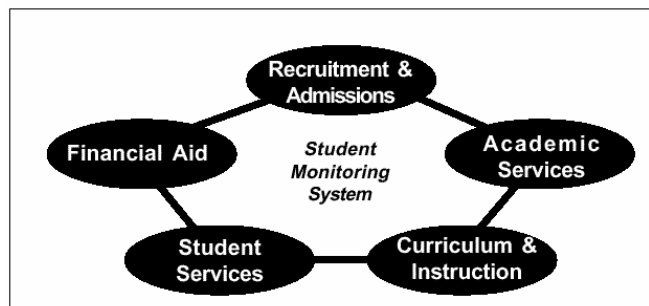 Recruitment &
Admissions
Financial Aid
Student
Monitoring
System
Academic
Services
Student
Services
Curriculum &
Instruction